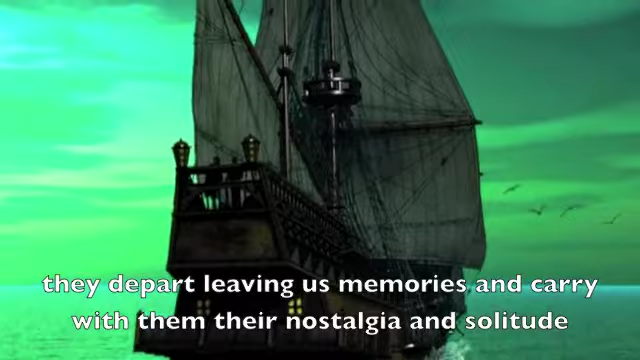 they depart leaving us memories and carry
with them their nostalgia and solitude